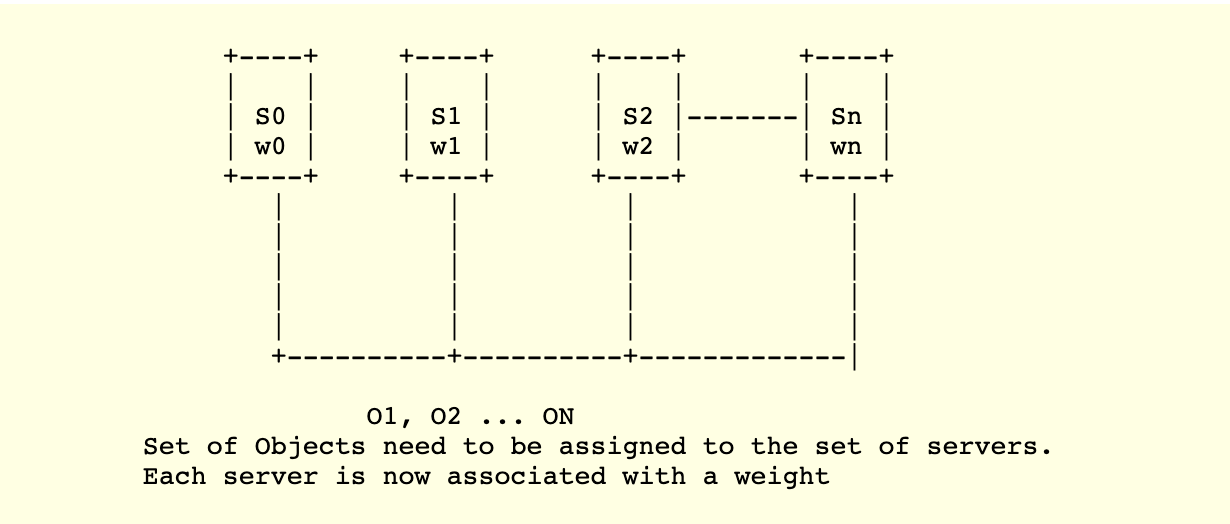 S0 S1 S2 Sn
w0 w1 w2 wn
O1, O2 ... ON
Set of Objects need to be assigned to the set of servers.
Each server is now associated with a weight